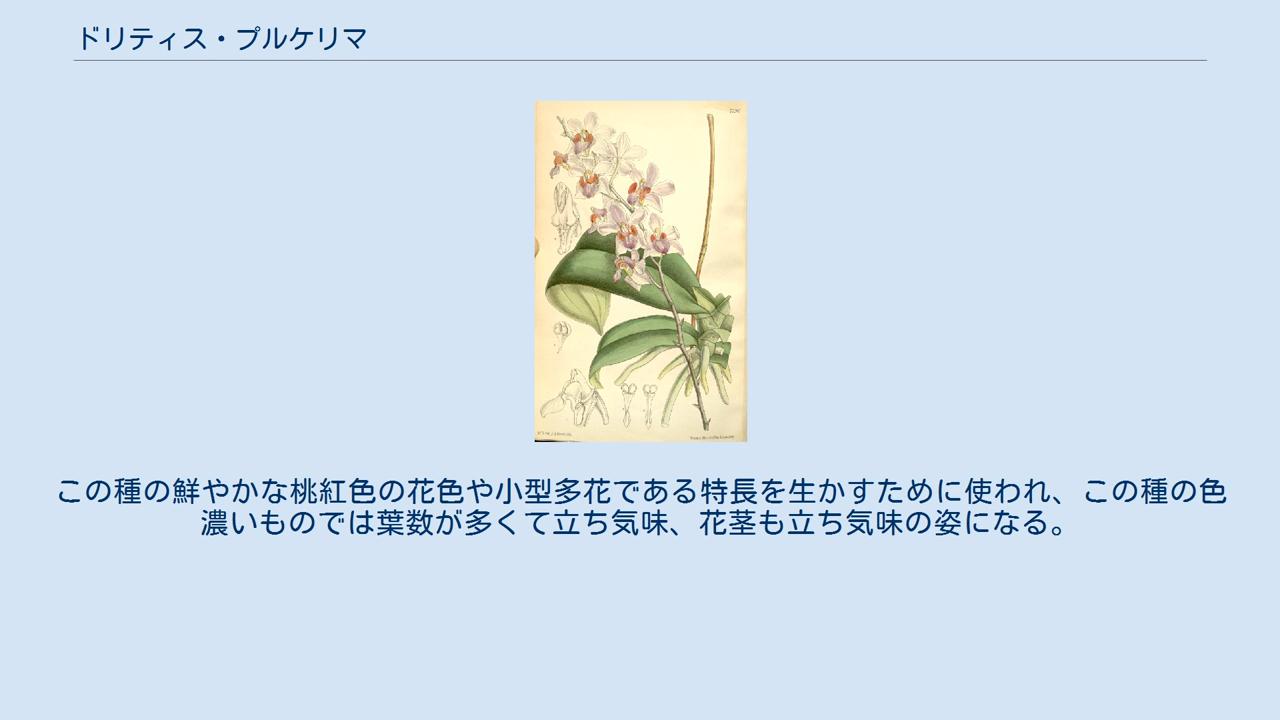 ドリティス・プルケリマ
この種の鮮やかな桃紅色の花色や小型多花である特長を生かすために使われ、この種の色
濃いものでは葉数が多くて立ち気味、花茎も立ち気味の姿になる。